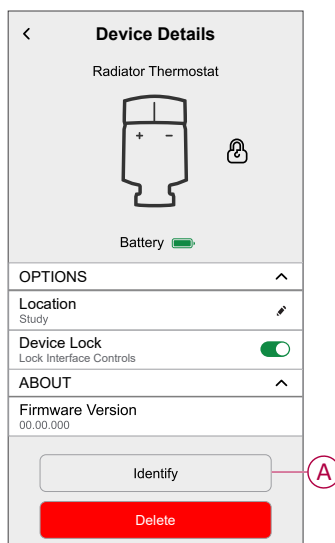 Device Details
Radiator Thermostat
+ -
Battery
OPTIONS
Location
Study
Device Lock
Lock Interface Controls
ABOUT
Firmware Version
00.00.000
Identify
A
Delete